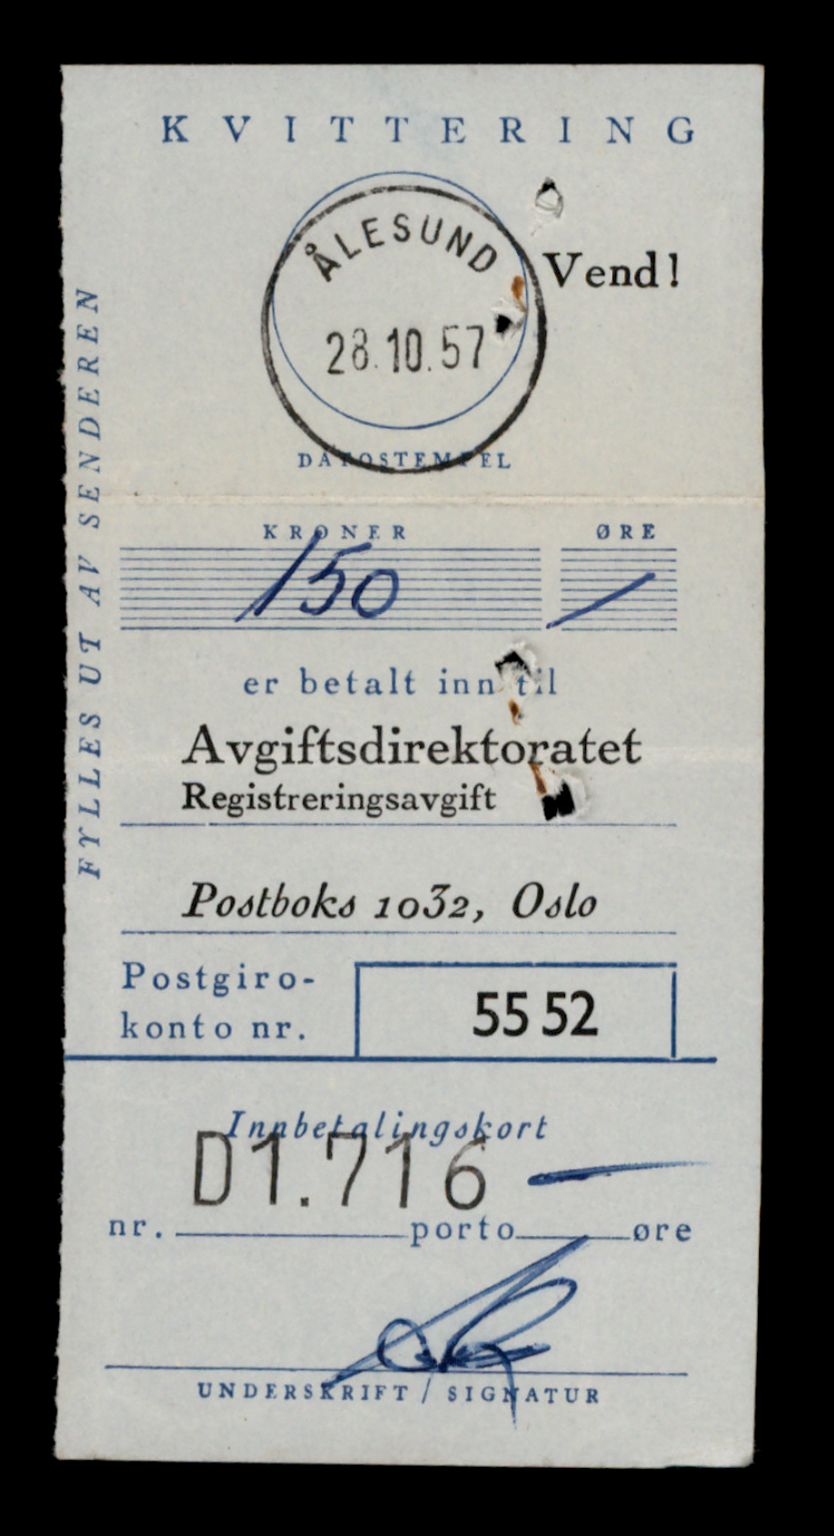 KVITTERING
ÅLESUND
Vend!
28.10.57
DATOSTEMPEL
FYLLES UT AV SENDEREN
KRONER ØRE
150 /
er betalt inn til
Avgiftsdirektoratet
Registreringsavgift
Postboks 1032, Oslo
Postgiro-
konto nr.
55 52
Innbetalingskort
D1.716 —
nr. porto øre
UNDERSKRIFT / SIGNATUR